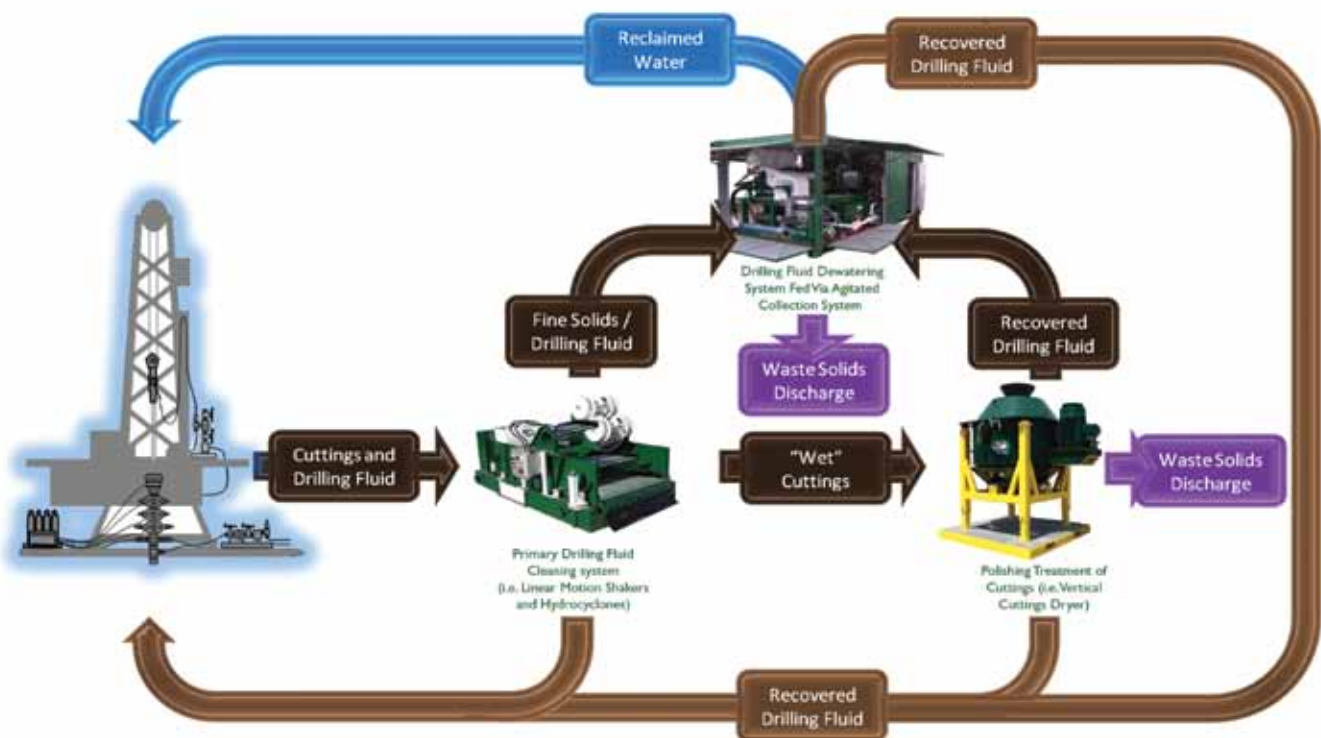 Reclaimed
Water
Recovered
Drilling Fluid
Drilling Fluid Dewatering
System Fed Via Agitated
Collection System
Fine Solids /
Drilling Fluid
Waste Solids
Discharge
Recovered
Drilling Fluid
Cuttings and
Drilling Fluid
"Wet"
Cuttings
Waste Solids
Discharge
Primary Drilling Fluid
Cleaning system
(i.e. Linear Motion Shakers
and Hydrocyclones)
Polishing Treatment of
Cuttings (i.e. Vertical
Cuttings Dryer)
Recovered
Drilling Fluid